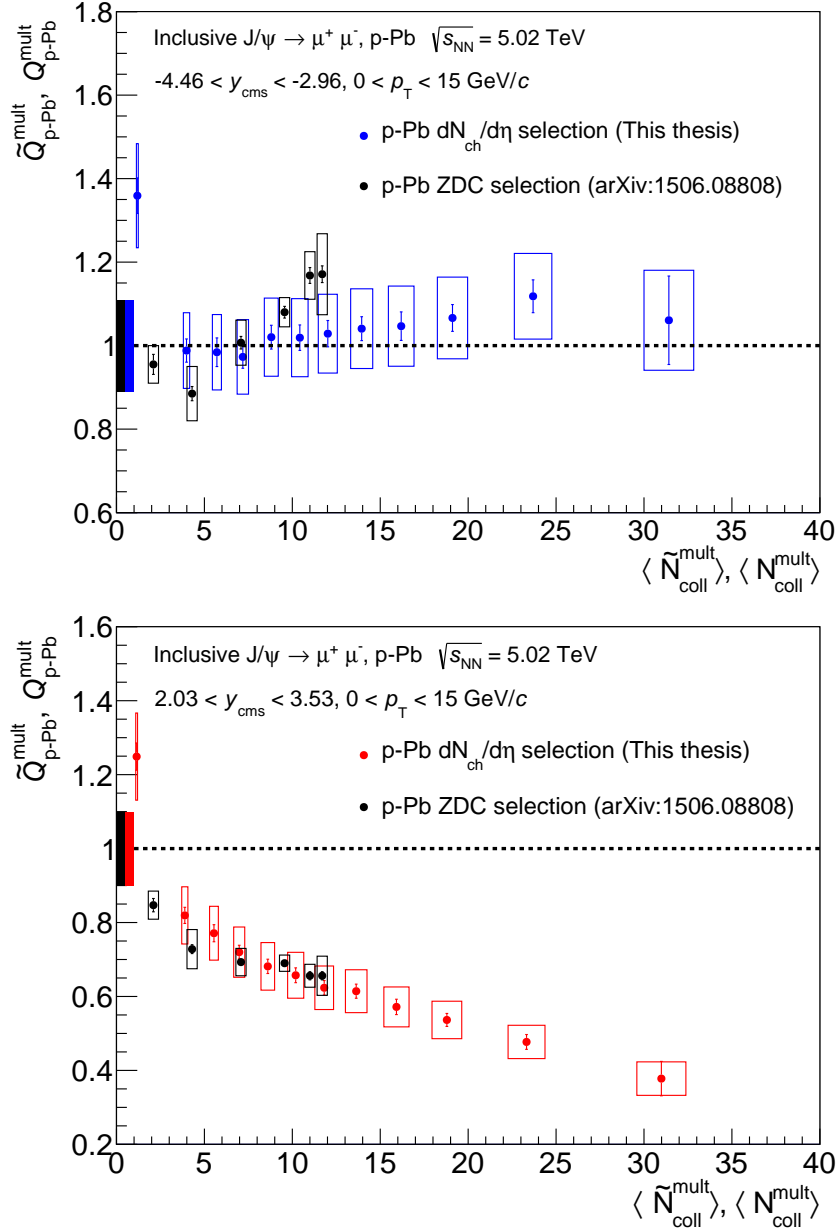 Q̃^mult_p-Pb, Q^mult_p-Pb
1.8
1.6
1.4
1.2
1
0.8
0.6
Inclusive J/ψ → μ⁺ μ⁻, p-Pb √s_NN = 5.02 TeV
-4.46 < y_cms < -2.96, 0 < p_T < 15 GeV/c
p-Pb dN_ch/dη selection (This thesis)
p-Pb ZDC selection (arXiv:1506.08808)
0 5 10 15 20 25 30 35 40
⟨ Ñ^mult_coll ⟩, ⟨ N^mult_coll ⟩
Q̃^mult_p-Pb, Q^mult_p-Pb
1.6
1.4
1.2
1
0.8
0.6
0.4
0.2
Inclusive J/ψ → μ⁺ μ⁻, p-Pb √s_NN = 5.02 TeV
2.03 < y_cms < 3.53, 0 < p_T < 15 GeV/c
p-Pb dN_ch/dη selection (This thesis)
p-Pb ZDC selection (arXiv:1506.08808)
0 5 10 15 20 25 30 35 40
⟨ Ñ^mult_coll ⟩, ⟨ N^mult_coll ⟩